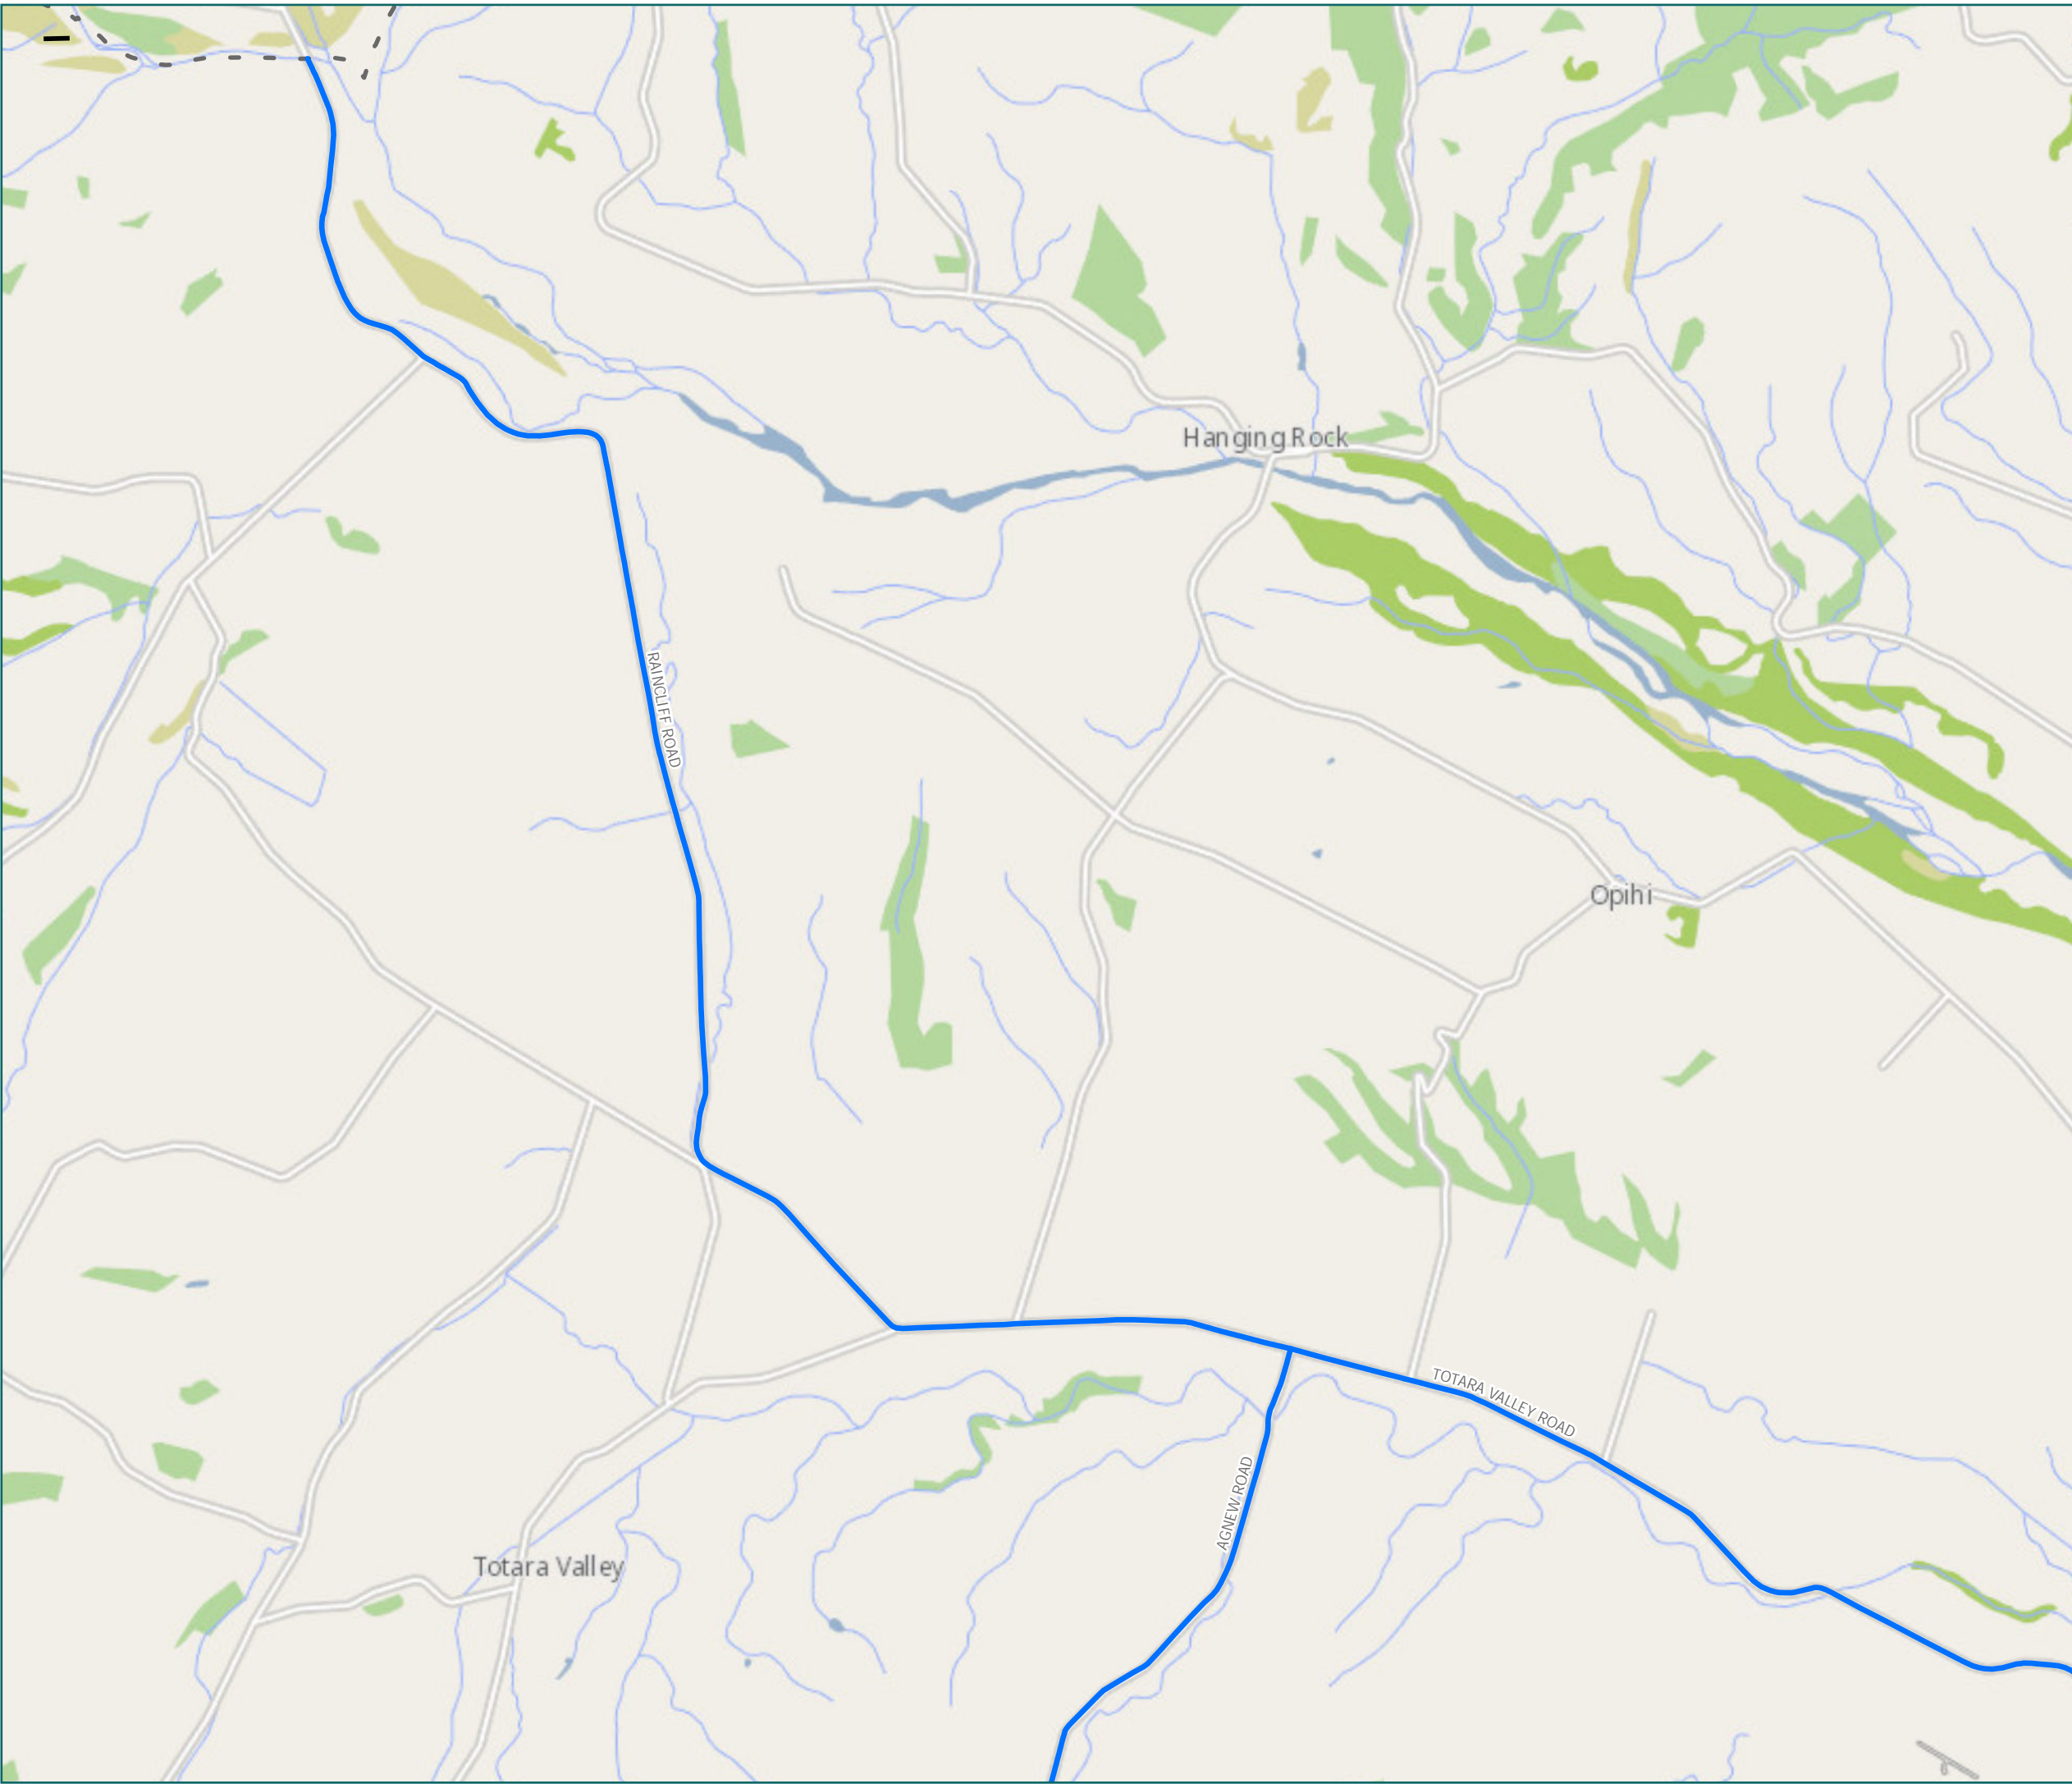 Hanging Rock
RAINCLIFF ROAD
Opihi
TOTARA VALLEY ROAD
AGNEW ROAD
Totara Valley